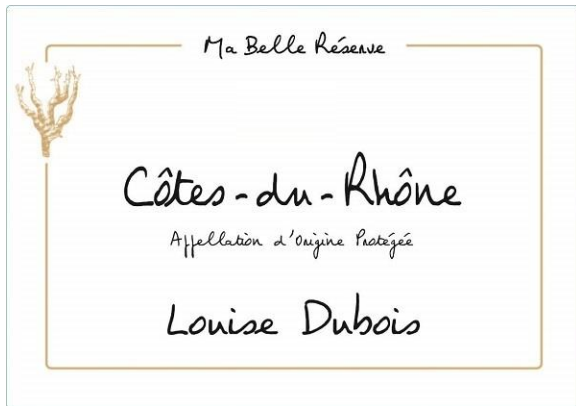 Ma Belle Réserve
Côtes-du-Rhône
Appellation d'Origine Protégée
Louise Dubois